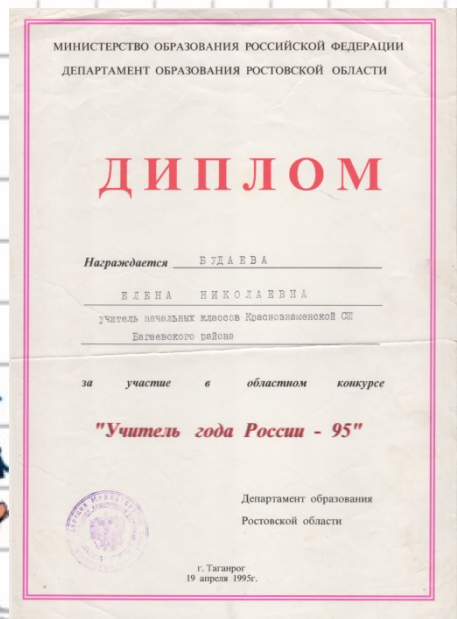 МИНИСТЕРСТВО ОБРАЗОВАНИЯ РОССИЙСКОЙ ФЕДЕРАЦИИ
ДЕПАРТАМЕНТ ОБРАЗОВАНИЯ РОСТОВСКОЙ ОБЛАСТИ
ДИПЛОМ
Награждается БУДАЕВА
ЕЛЕНА НИКОЛАЕВНА
учитель начальных классов Краснознаменской СШ
Багаевского района
за участие в областном конкурсе
"Учитель года России - 95"
Департамент образования
Ростовской области
г. Таганрог
19 апреля 1995г.